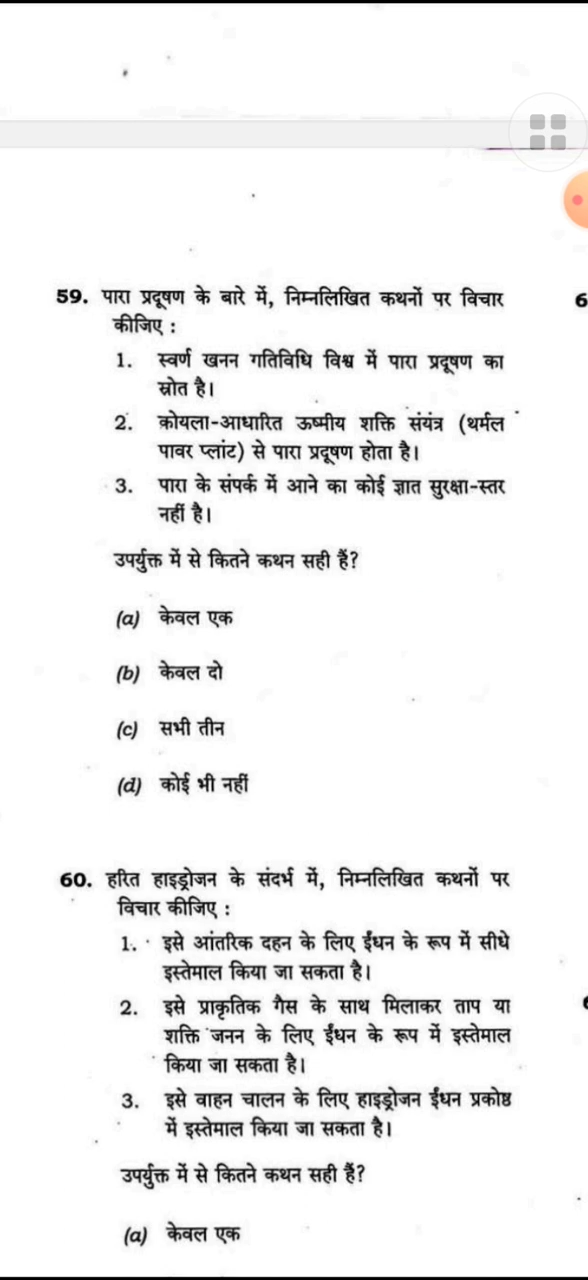 59. पारा प्रदूषण के बारे में, निम्नलिखित कथनों पर विचार
कीजिए :
1. स्वर्ण खनन गतिविधि विश्व में पारा प्रदूषण का
स्रोत है।
2. कोयला-आधारित ऊष्मीय शक्ति संयंत्र (थर्मल
पावर प्लांट) से पारा प्रदूषण होता है।
3. पारा के संपर्क में आने का कोई ज्ञात सुरक्षा-स्तर
नहीं है।
उपर्युक्त में से कितने कथन सही हैं?
(a) केवल एक
(b) केवल दो
(c) सभी तीन
(d) कोई भी नहीं
60. हरित हाइड्रोजन के संदर्भ में, निम्नलिखित कथनों पर
विचार कीजिए :
1. इसे आंतरिक दहन के लिए ईंधन के रूप में सीधे
इस्तेमाल किया जा सकता है।
2. इसे प्राकृतिक गैस के साथ मिलाकर ताप या
शक्ति जनन के लिए ईंधन के रूप में इस्तेमाल
किया जा सकता है।
3. इसे वाहन चालन के लिए हाइड्रोजन ईंधन प्रकोष्ठ
में इस्तेमाल किया जा सकता है।
उपर्युक्त में से कितने कथन सही हैं?
(a) केवल एक